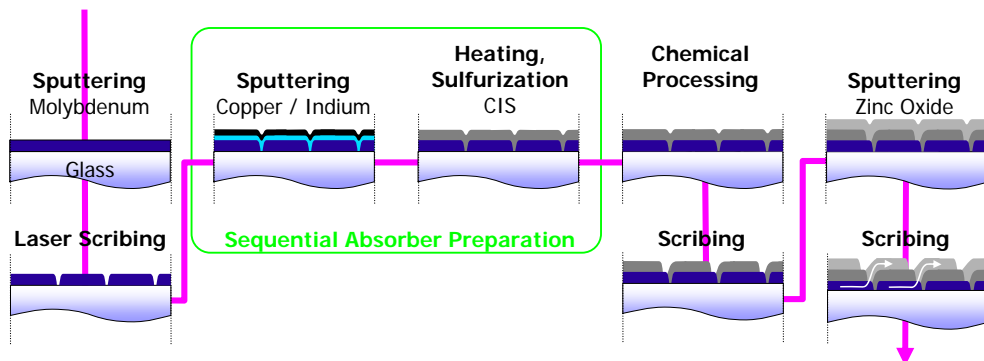 Sputtering
Molybdenum
Glass
Laser Scribing
Sputtering
Copper / Indium
Heating,
Sulfurization
CIS
Sequential Absorber Preparation
Chemical
Processing
Scribing
Sputtering
Zinc Oxide
Scribing